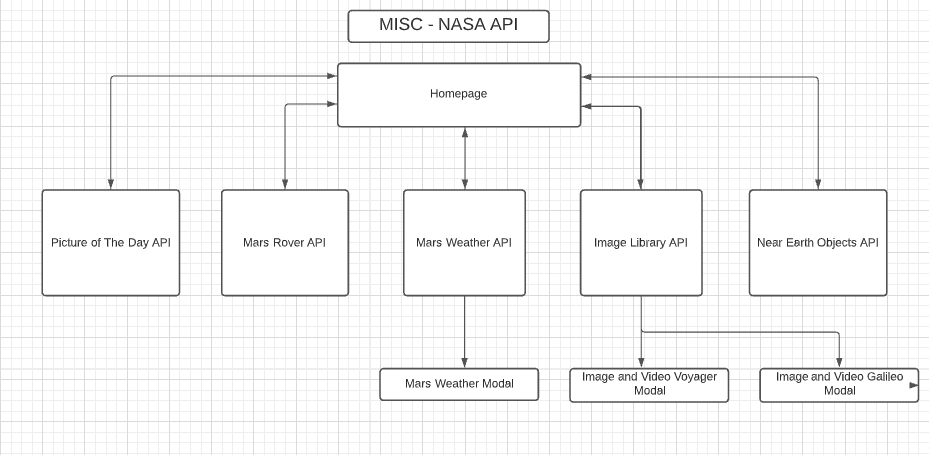 MISC - NASA API
Homepage
Picture of The Day API
Mars Rover API
Mars Weather API
Image Library API
Near Earth Objects API
Mars Weather Modal
Image and Video Voyager
Modal
Image and Video Galileo
Modal